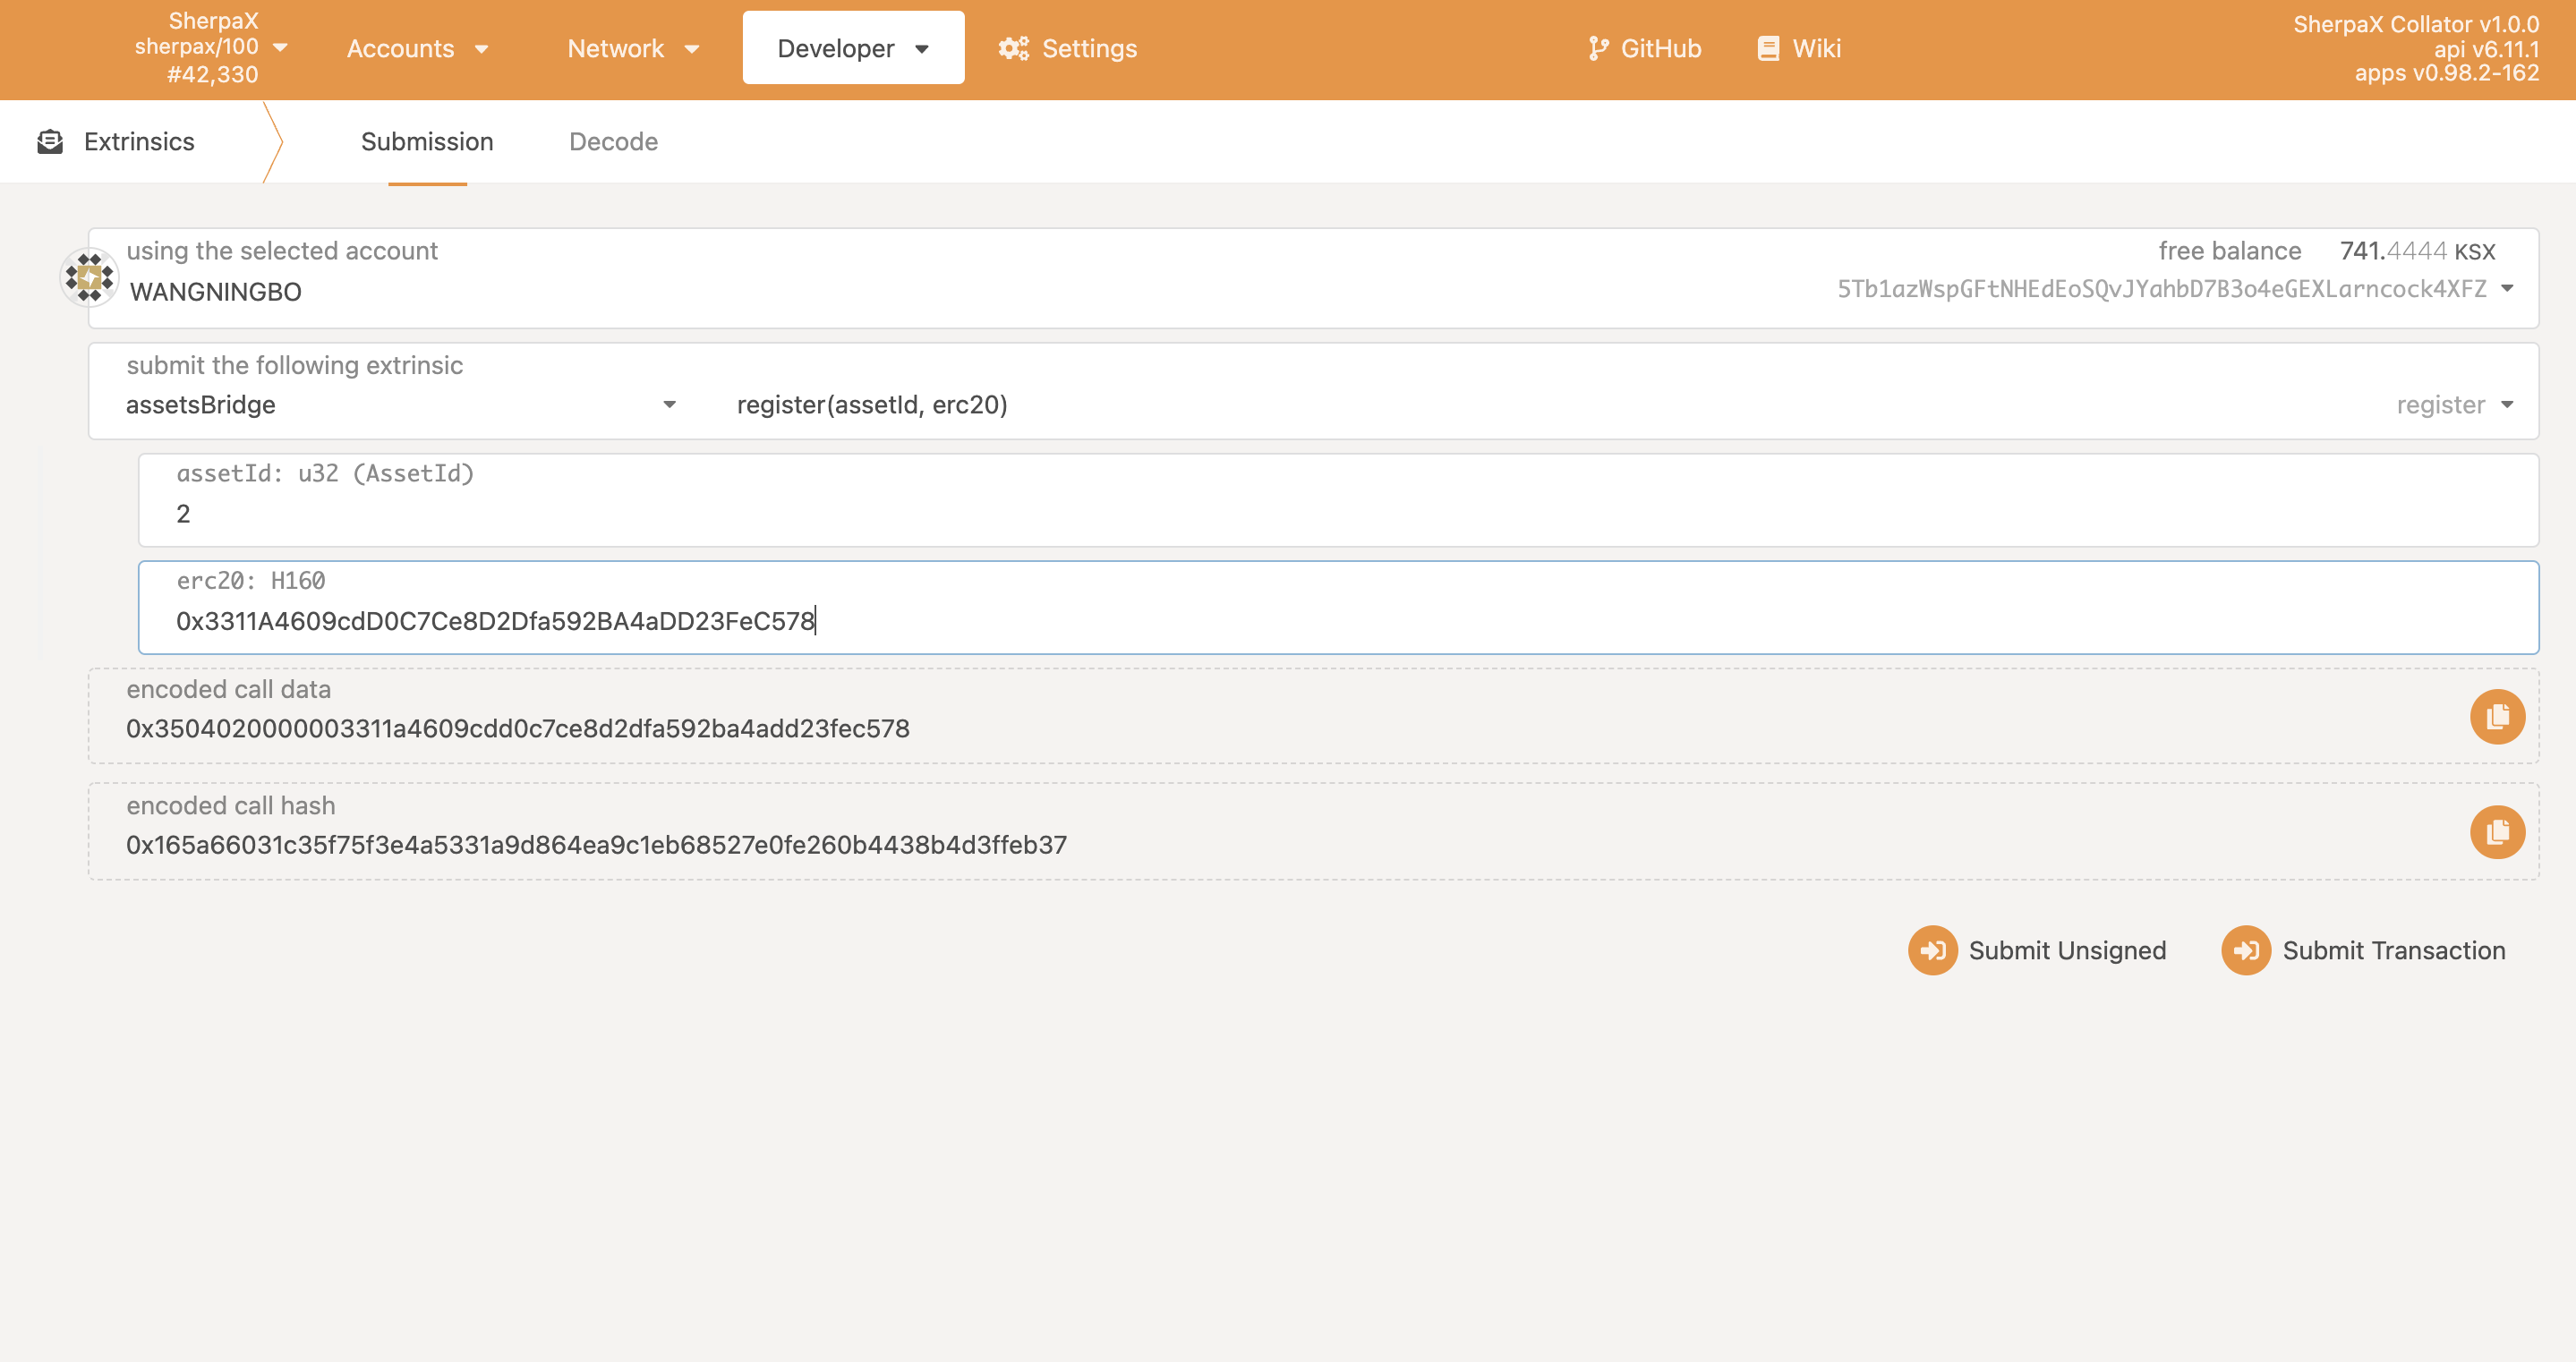 SherpaX
sherpax/100
#42,330
Accounts
Network
Developer
Settings
GitHub
Wiki
SherpaX Collator v1.0.0
api v6.11.1
apps v0.98.2-162
Extrinsics
Submission
Decode
using the selected account
WANGNINGBO
free balance 741.4444 KSX
5Tb1azWspGFtNHEdEoSQvJYahbD7B3o4eGEXLarncock4XFZ
submit the following extrinsic
assetsBridge
register(assetId, erc20)
register
assetId: u32 (AssetId)
2
erc20: H160
0x3311A4609cdD0C7Ce8D2Dfa592BA4aDD23FeC578
encoded call data
0x3504020000003311a4609cdd0c7ce8d2dfa592ba4add23fec578
encoded call hash
0x165a66031c35f75f3e4a5331a9d864ea9c1eb68527e0fe260b4438b4d3ffeb37
Submit Unsigned
Submit Transaction